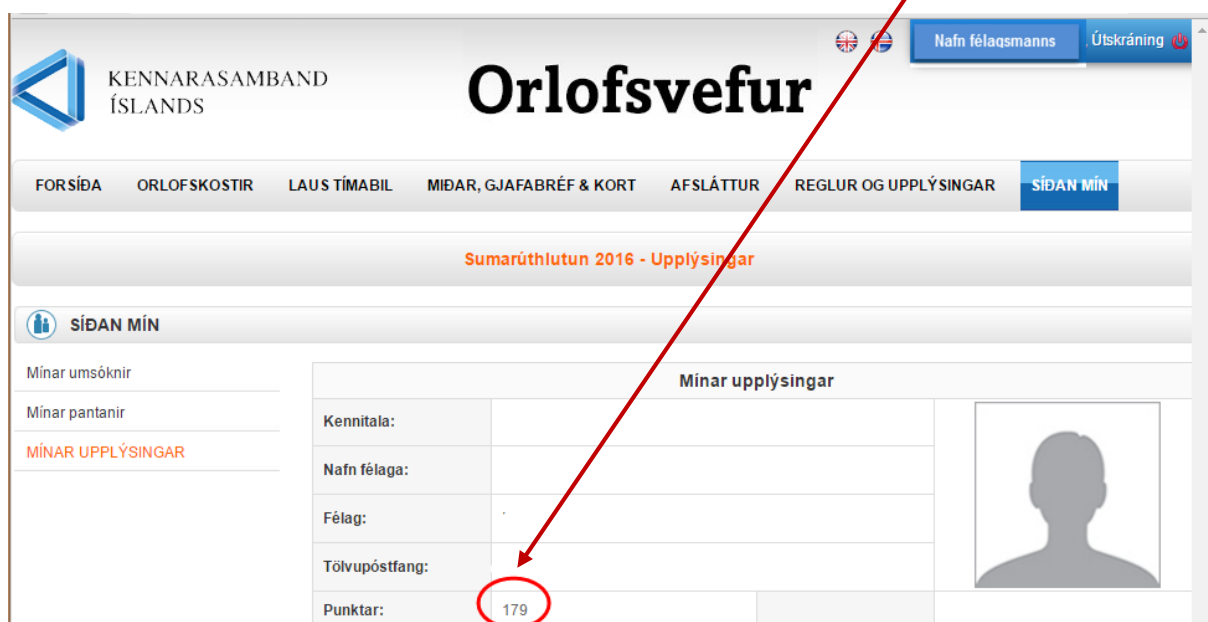 Nafn félagsmanns
Útskráning
KENNARASAMBAND
ÍSLANDS
Orlofsvefur
FORSÍÐA ORLOFSKOSTIR LAUS TÍMABIL MIÐAR, GJAFABRÉF & KORT AFSLÁTTUR REGLUR OG UPPLÝSINGAR SÍÐAN MÍN
Sumarúthlutun 2016 - Upplýsingar
SÍÐAN MÍN
Mínar umsóknir
Mínar pantanir
MÍNAR UPPLÝSINGAR
Mínar upplýsingar
Kennitala:
Nafn félaga:
Félag:
Tölvupóstfang:
Punktar: 179